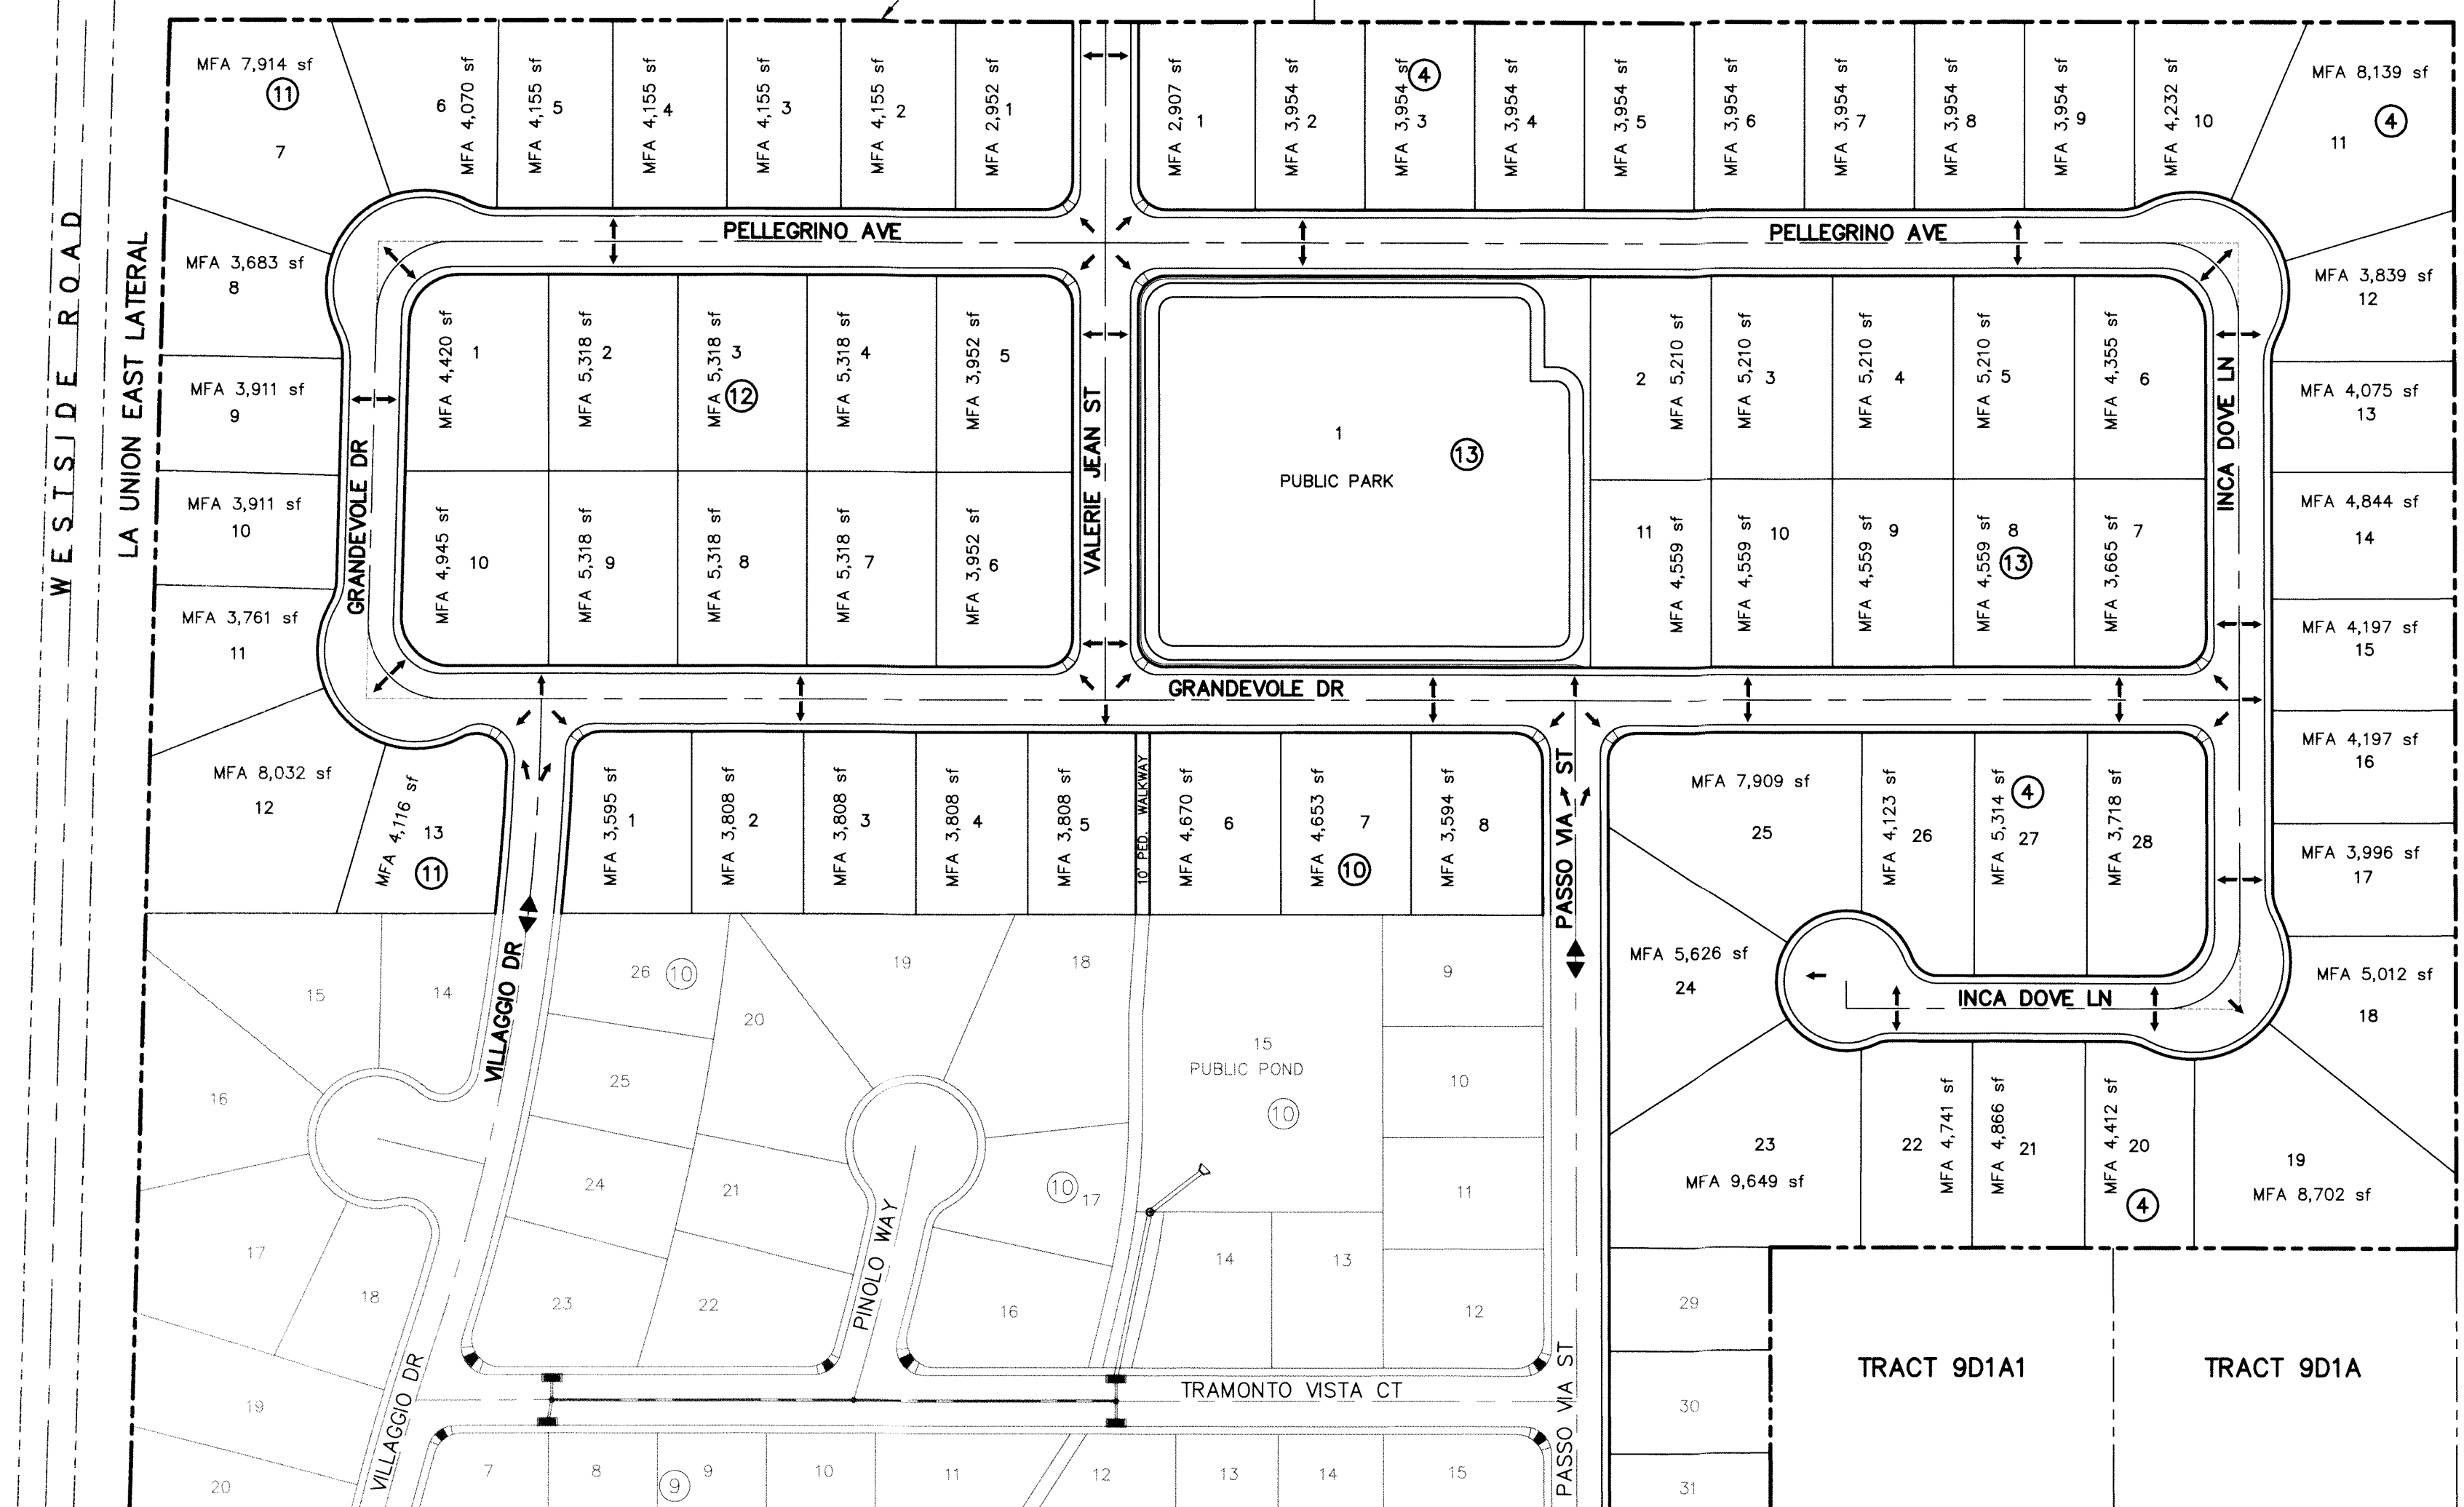 WESTSIDE ROAD
LA UNION EAST LATERAL
MFA 7,914 sf
11
7
6
MFA 4,070 sf
MFA 4,155 sf
5
MFA 4,155 sf
4
MFA 4,155 sf
3
MFA 4,155 sf
2
MFA 2,952 sf
1
MFA 2,907 sf
1
MFA 3,954 sf
2
MFA 3,954 sf
4
3
MFA 3,954 sf
4
MFA 3,954 sf
5
MFA 3,954 sf
6
MFA 3,954 sf
7
MFA 3,954 sf
8
MFA 3,954 sf
9
MFA 4,232 sf
10
MFA 8,139 sf
4
11
PELLEGRINO AVE
PELLEGRINO AVE
MFA 3,683 sf
8
MFA 3,911 sf
9
MFA 3,911 sf
10
MFA 3,761 sf
11
MFA 8,032 sf
12
MFA 4,116 sf
13
11
GRANDEVOLE DR
MFA 4,420 sf
1
MFA 5,318 sf
2
MFA 5,318 sf
3
12
MFA 5,318 sf
4
MFA 3,952 sf
5
MFA 4,945 sf
10
MFA 5,318 sf
9
MFA 5,318 sf
8
MFA 5,318 sf
7
MFA 3,952 sf
6
VALERIE JEAN ST
1
13
PUBLIC PARK
2
MFA 5,210 sf
MFA 5,210 sf
3
MFA 5,210 sf
4
MFA 5,210 sf
5
MFA 4,355 sf
6
11
MFA 4,559 sf
MFA 4,559 sf
10
MFA 4,559 sf
9
MFA 4,559 sf
8
13
MFA 3,665 sf
7
INCA DOVE LN
MFA 3,839 sf
12
MFA 4,075 sf
13
MFA 4,844 sf
14
MFA 4,197 sf
15
MFA 4,197 sf
16
MFA 3,996 sf
17
MFA 5,012 sf
18
GRANDEVOLE DR
MFA 3,595 sf
1
MFA 3,808 sf
2
MFA 3,808 sf
3
MFA 3,808 sf
4
MFA 3,808 sf
5
10' PED. WALKWAY
MFA 4,670 sf
6
MFA 4,653 sf
7
10
MFA 3,594 sf
8
PASSO VIA ST
MFA 7,909 sf
25
MFA 4,123 sf
26
MFA 5,314 sf
4
27
MFA 3,718 sf
28
MFA 5,626 sf
24
INCA DOVE LN
23
MFA 9,649 sf
22
MFA 4,741 sf
MFA 4,866 sf
21
MFA 4,412 sf
20
4
19
MFA 8,702 sf
VILLAGGIO DR
15
14
16
17
18
19
20
VILLAGGIO DR
26
10
25
24
23
20
21
22
19
18
10
17
16
PINOLO WAY
15
PUBLIC POND
10
9
10
11
12
14
13
TRAMONTO VISTA CT
PASSO VIA ST
7
8
9
9
10
11
12
13
14
15
29
30
31
TRACT 9D1A1
TRACT 9D1A